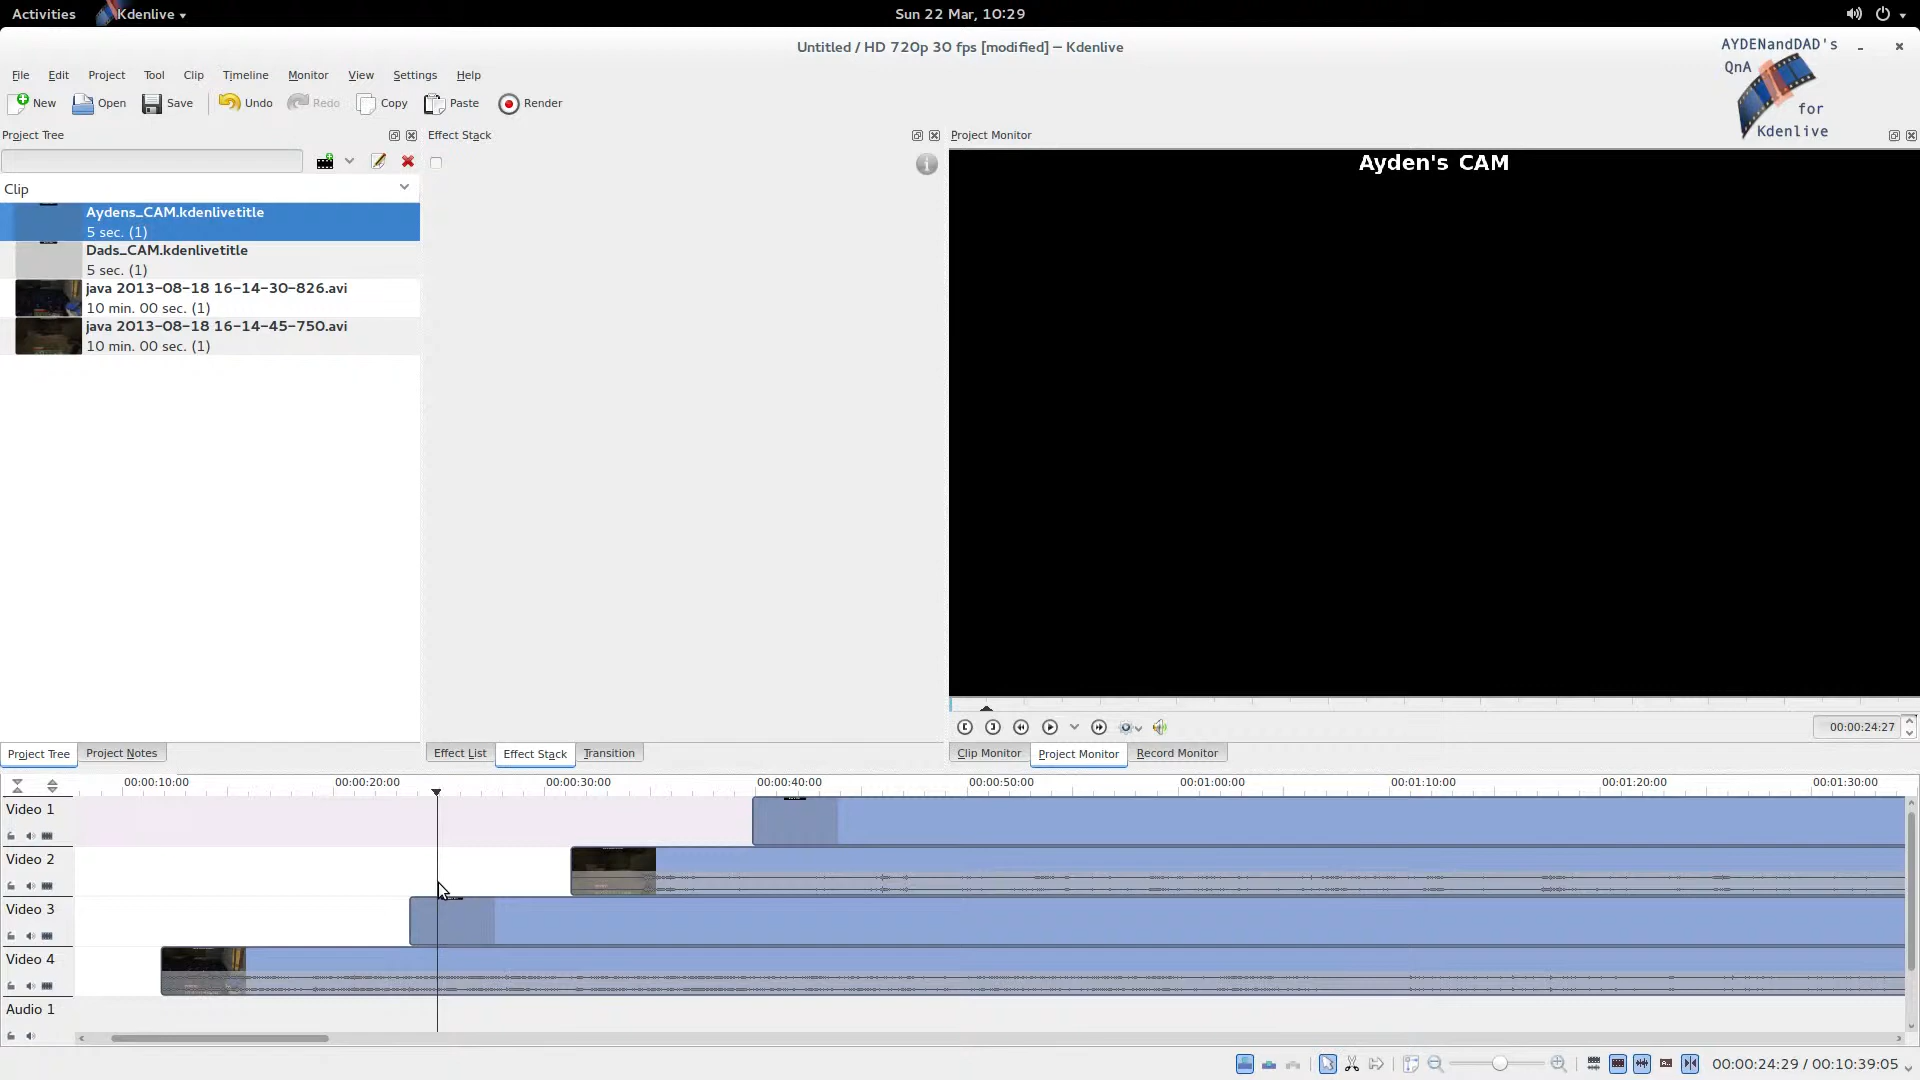 Activities
Kdenlive
Sun 22 Mar, 10:29
Untitled / HD 720p 30 fps [modified] – Kdenlive
AYDENandDAD's
QnA
for
Kdenlive
File Edit Project Tool Clip Timeline Monitor View Settings Help
New Open Save Undo Redo Copy Paste Render
Project Tree
Effect Stack
Project Monitor
Ayden's CAM
Clip
Aydens_CAM.kdenlivetitle
5 sec. (1)
Dads_CAM.kdenlivetitle
5 sec. (1)
java 2013-08-18 16-14-30-826.avi
10 min. 00 sec. (1)
java 2013-08-18 16-14-45-750.avi
10 min. 00 sec. (1)
00:00:24:27
Project Tree Project Notes
Effect List Effect Stack Transition
Clip Monitor Project Monitor Record Monitor
00:00:10:00 00:00:20:00 00:00:30:00 00:00:40:00 00:00:50:00 00:01:00:00 00:01:10:00 00:01:20:00 00:01:30:00
Video 1
Video 2
Video 3
Video 4
Audio 1
00:00:24:29 / 00:10:39:05